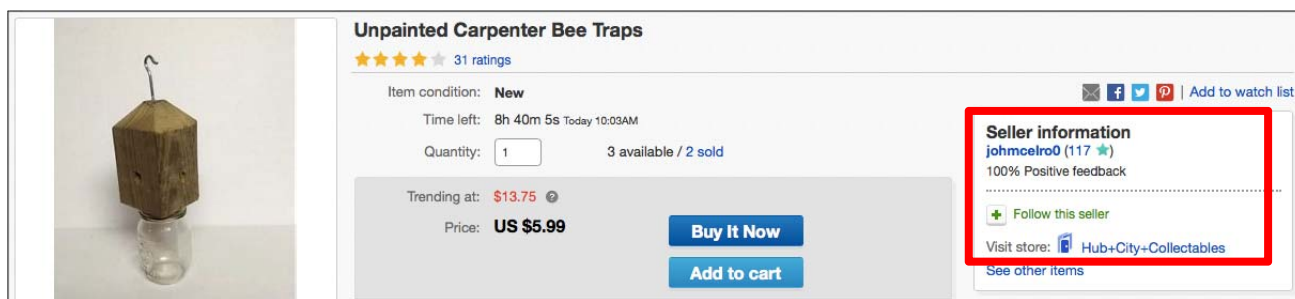 Unpainted Carpenter Bee Traps
31 ratings
Item condition: New
Time left: 8h 40m 5s Today 10:03AM
Quantity: 1 3 available / 2 sold
Trending at: $13.75 ?
Price: US $5.99
Buy It Now
Add to cart
| Add to watch list
Seller information
johmcelro0 (117 ★)
100% Positive feedback
Follow this seller
Visit store: Hub+City+Collectables
See other items